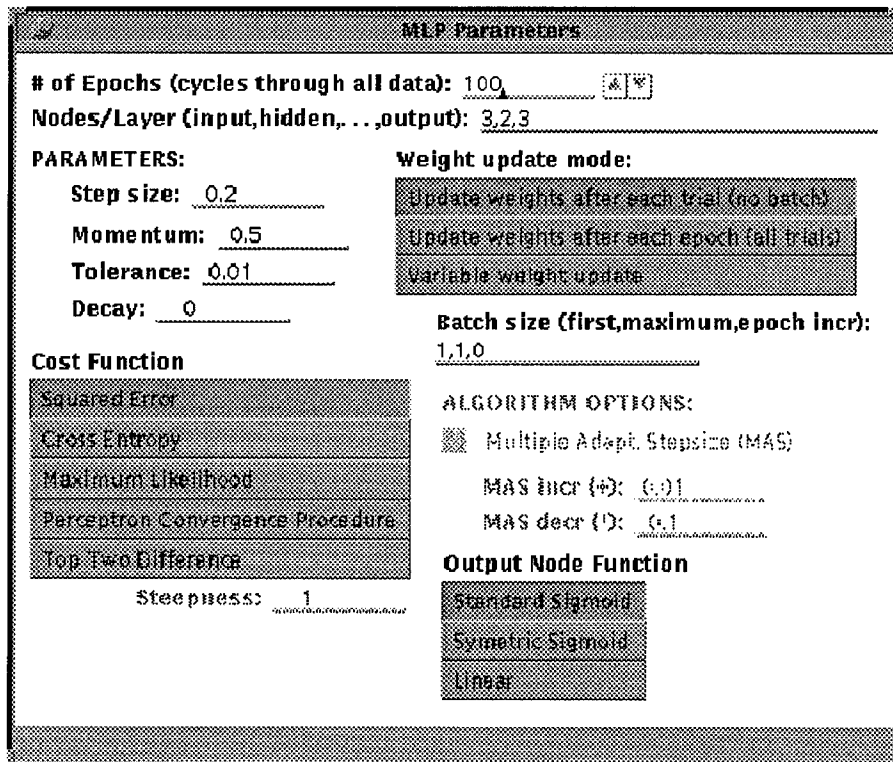 MLP Parameters
# of Epochs (cycles through all data): 100
Nodes/Layer (input,hidden,...,output): 3,2,3
PARAMETERS:
Step size: 0.2
Momentum: 0.5
Tolerance: 0.01
Decay: 0
Weight update mode:
Update weights after each trial (no batch)
Update weights after each epoch (all trials)
Variable weight update
Batch size (first,maximum,epoch incr):
1,1,0
Cost Function
Squared Error
Cross Entropy
Maximum Likelihood
Perceptron Convergence Procedure
Top Two Difference
Steepness: 1
ALGORITHM OPTIONS:
Multiple Adapt. Stepsize (MAS)
MAS incr (+): 0.01
MAS decr (*): 0.1
Output Node Function
Standard Sigmoid
Symetric Sigmoid
Linear